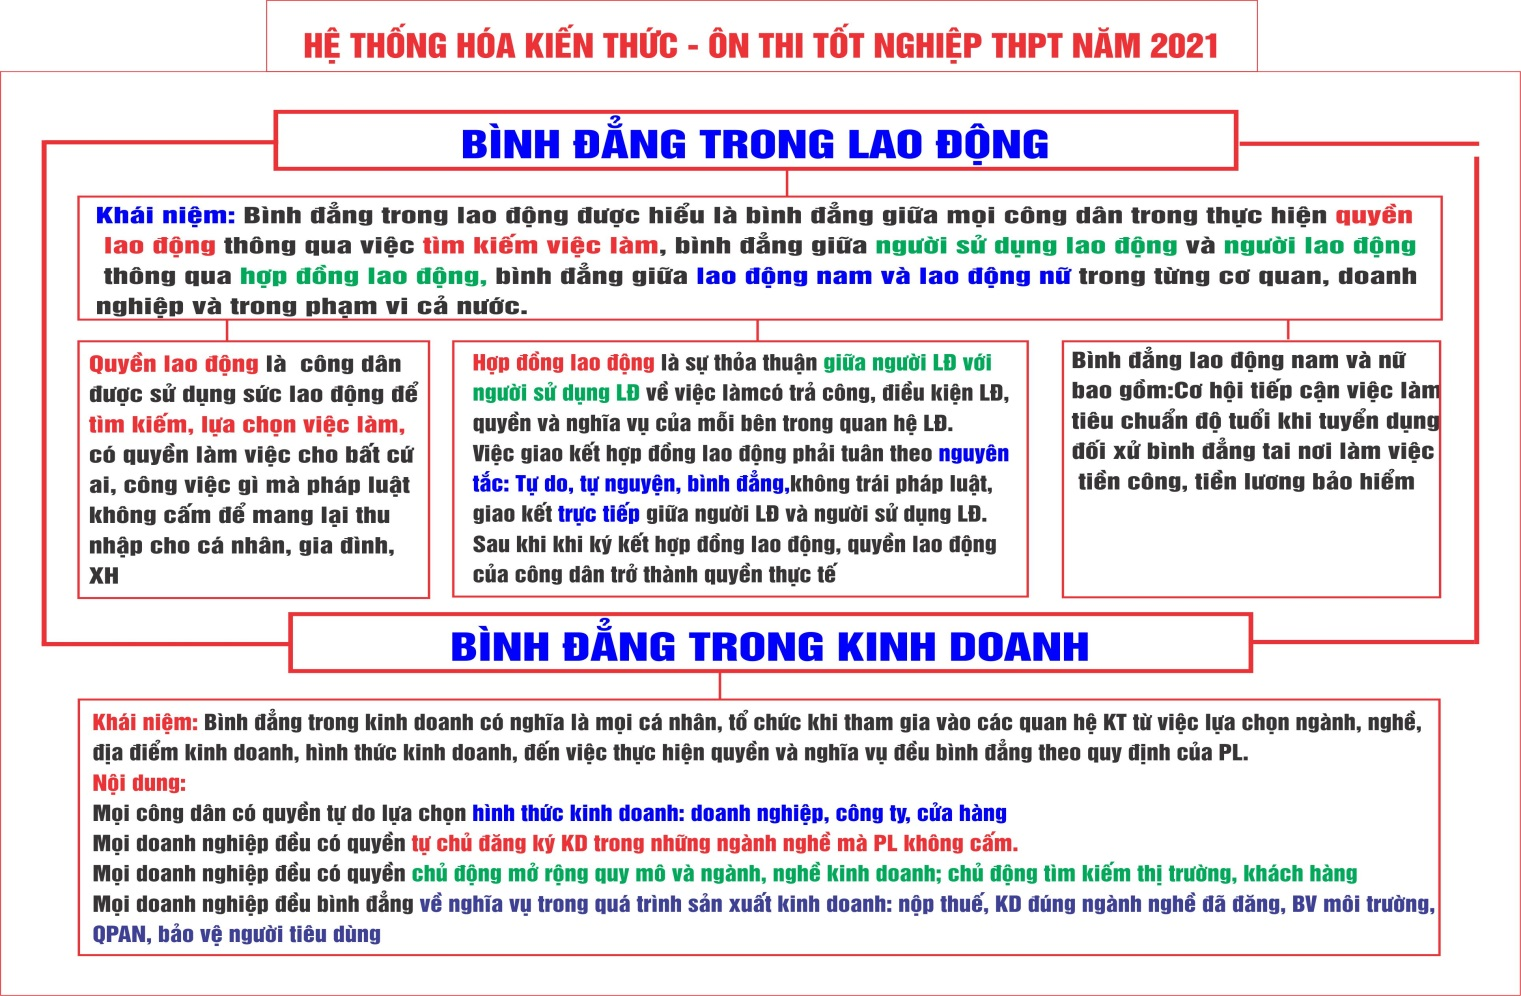 HỆ THỐNG HÓA KIẾN THỨC - ÔN THI TỐT NGHIỆP THPT NĂM 2021
BÌNH ĐẲNG TRONG LAO ĐỘNG
Khái niệm: Bình đẳng trong lao động được hiểu là bình đẳng giữa mọi công dân trong thực hiện quyền
lao động thông qua việc tìm kiếm việc làm, bình đẳng giữa người sử dụng lao động và người lao động
thông qua hợp đồng lao động, bình đẳng giữa lao động nam và lao động nữ trong từng cơ quan, doanh
nghiệp và trong phạm vi cả nước.
Quyền lao động là công dân
được sử dụng sức lao động để
tìm kiếm, lựa chọn việc làm,
có quyền làm việc cho bất cứ
ai, công việc gì mà pháp luật
không cấm để mang lại thu
nhập cho cá nhân, gia đình,
XH
Hợp đồng lao động là sự thỏa thuận giữa người LĐ với
người sử dụng LĐ về việc làmcó trả công, điều kiện LĐ,
quyền và nghĩa vụ của mỗi bên trong quan hệ LĐ.
Việc giao kết hợp đồng lao động phải tuân theo nguyên
tắc: Tự do, tự nguyện, bình đẳng,không trái pháp luật,
giao kết trực tiếp giữa người LĐ và người sử dụng LĐ.
Sau khi khi ký kết hợp đồng lao động, quyền lao động
của công dân trở thành quyền thực tế
Bình đẳng lao động nam và nữ
bao gồm:Cơ hội tiếp cận việc làm
tiêu chuẩn độ tuổi khi tuyển dụng
đối xử bình đẳng tai nơi làm việc
tiền công, tiền lương bảo hiểm
BÌNH ĐẲNG TRONG KINH DOANH
Khái niệm: Bình đẳng trong kinh doanh có nghĩa là mọi cá nhân, tổ chức khi tham gia vào các quan hệ KT từ việc lựa chọn ngành, nghề,
địa điểm kinh doanh, hình thức kinh doanh, đến việc thực hiện quyền và nghĩa vụ đều bình đẳng theo quy định của PL.
Nội dung:
Mọi công dân có quyền tự do lựa chọn hình thức kinh doanh: doanh nghiệp, công ty, cửa hàng
Mọi doanh nghiệp đều có quyền tự chủ đăng ký KD trong những ngành nghề mà PL không cấm.
Mọi doanh nghiệp đều có quyền chủ động mở rộng quy mô và ngành, nghề kinh doanh; chủ động tìm kiếm thị trường, khách hàng
Mọi doanh nghiệp đều bình đẳng về nghĩa vụ trong quá trình sản xuất kinh doanh: nộp thuế, KD đúng ngành nghề đã đăng, BV môi trường,
QPAN, bảo vệ người tiêu dùng